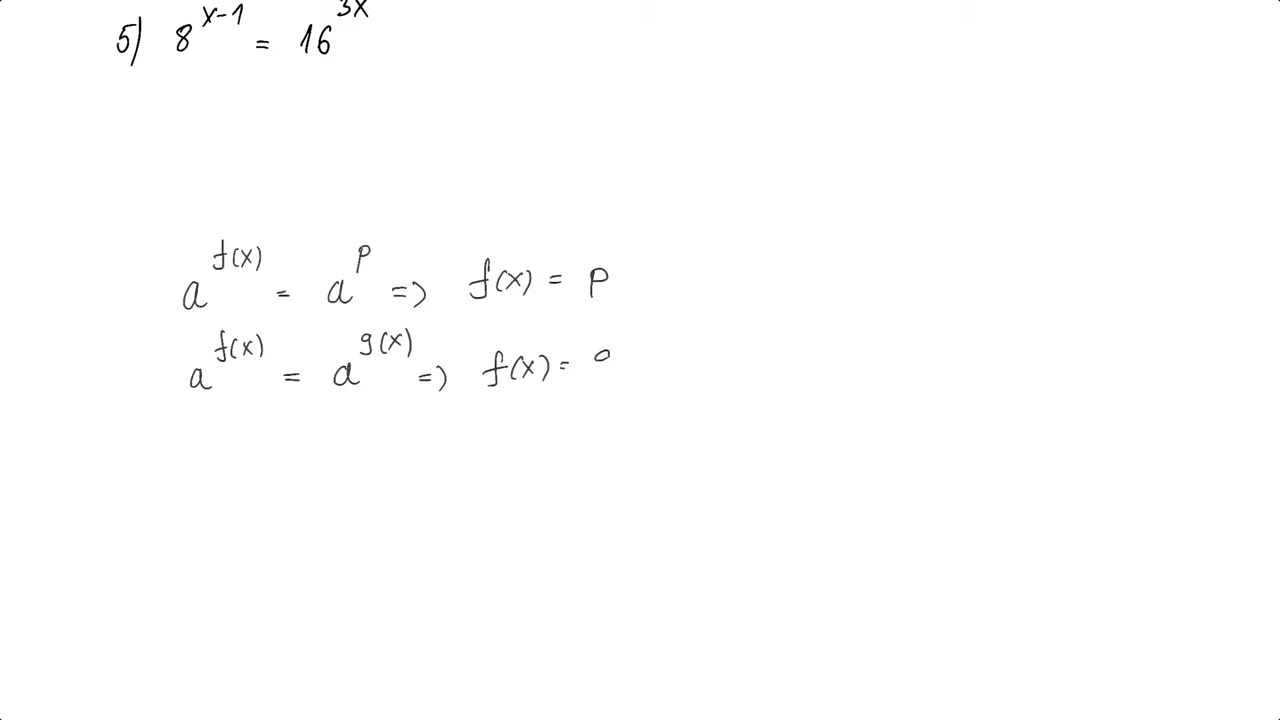 5) 8^{x-1} = 16^{3x}
a^{f(x)} = a^{p} => f(x) = p
a^{f(x)} = a^{g(x)} => f(x) =